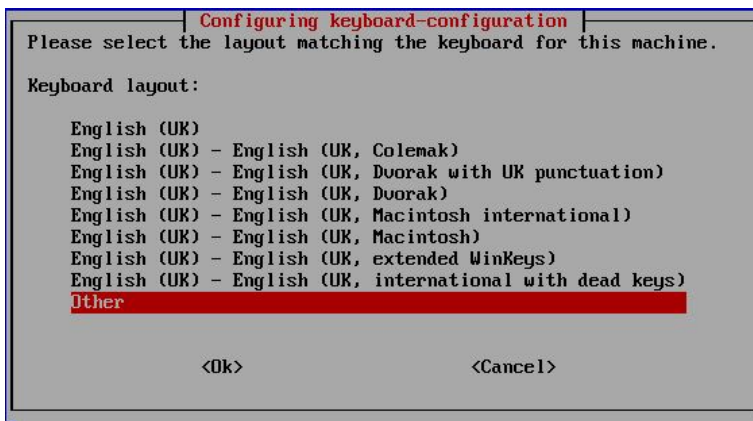 Configuring keyboard-configuration
Please select the layout matching the keyboard for this machine.
Keyboard layout:
English (UK)
English (UK) - English (UK, Colemak)
English (UK) - English (UK, Dvorak with UK punctuation)
English (UK) - English (UK, Dvorak)
English (UK) - English (UK, Macintosh international)
English (UK) - English (UK, Macintosh)
English (UK) - English (UK, extended WinKeys)
English (UK) - English (UK, international with dead keys)
Other
<Ok> <Cancel>